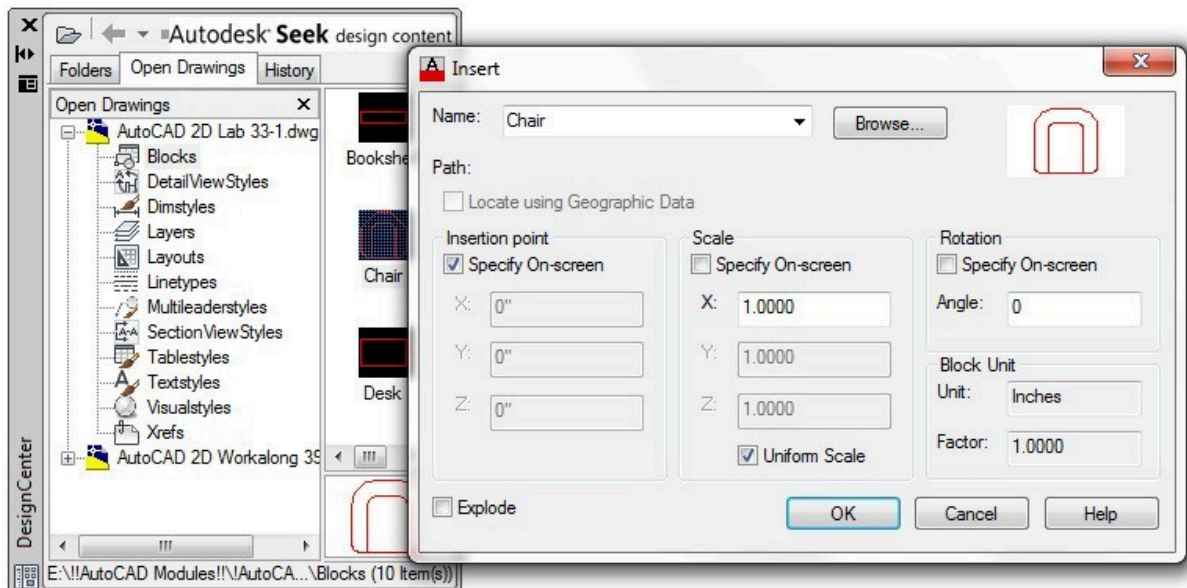 Autodesk Seek design content
Folders Open Drawings History
Open Drawings
AutoCAD 2D Lab 33-1.dwg
Blocks
DetailViewStyles
Dimstyles
Layers
Layouts
Linetypes
Multileaderstyles
SectionViewStyles
Tablestyles
Textstyles
Visualstyles
Xrefs
AutoCAD 2D Workalong 39
Bookshe
Chair
Desk
DesignCenter
E:\!!AutoCAD Modules!!\!AutoCA...\Blocks (10 Item(s))
Insert
Name: Chair Browse...
Path:
Locate using Geographic Data
Insertion point
Specify On-screen
X: 0"
Y: 0"
Z: 0"
Scale
Specify On-screen
X: 1.0000
Y: 1.0000
Z: 1.0000
Uniform Scale
Rotation
Specify On-screen
Angle: 0
Block Unit
Unit: Inches
Factor: 1.0000
Explode
OK Cancel Help